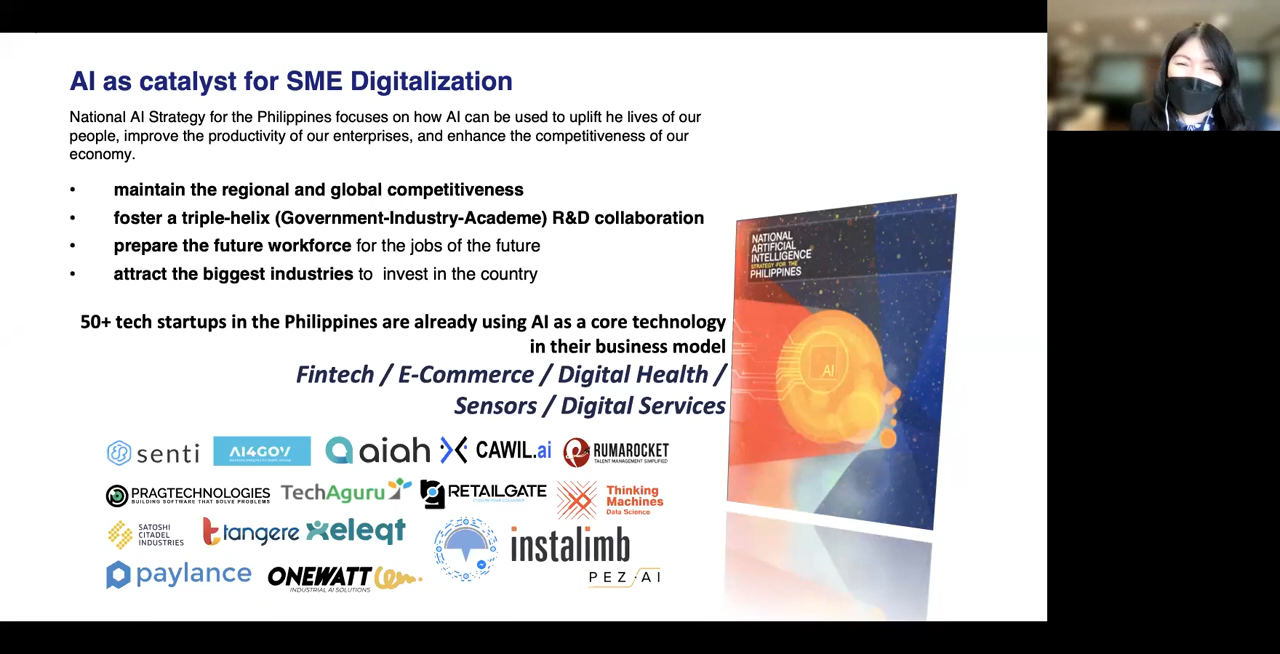 AI as catalyst for SME Digitalization
National AI Strategy for the Philippines focuses on how AI can be used to uplift he lives of our
people, improve the productivity of our enterprises, and enhance the competitiveness of our
economy.
• maintain the regional and global competitiveness
• foster a triple-helix (Government-Industry-Academe) R&D collaboration
• prepare the future workforce for the jobs of the future
• attract the biggest industries to invest in the country
50+ tech startups in the Philippines are already using AI as a core technology
in their business model
Fintech / E-Commerce / Digital Health /
Sensors / Digital Services
NATIONAL
ARTIFICIAL
INTELLIGENCE
STRATEGY FOR THE
PHILIPPINES
AI
senti
AI4GOV
aiah
CAWIL.ai
RUMAROCKET
TALENT MANAGEMENT SIMPLIFIED
PRAGTECHNOLOGIES
BUILDING SOFTWARE THAT SOLVE PROBLEMS
TechAguru
RETAILGATE
Thinking
Machines
Data Science
SATOSHI
CITADEL
INDUSTRIES
tangere
xeleqt
instalimb
paylance
ONEWATT
INDUSTRIAL AI SOLUTIONS
PEZ·AI